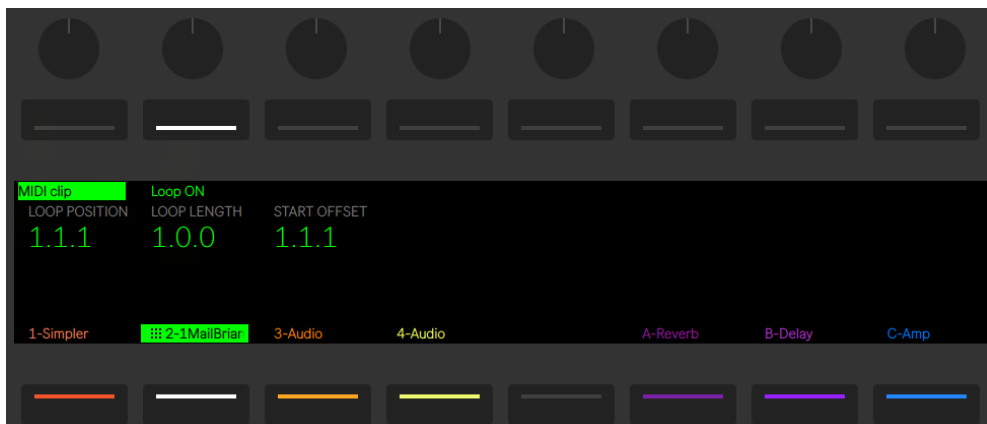 MIDI clip Loop ON
LOOP POSITION LOOP LENGTH START OFFSET
1.1.1 1.0.0 1.1.1
1-Simpler 2-1MailBriar 3-Audio 4-Audio A-Reverb B-Delay C-Amp